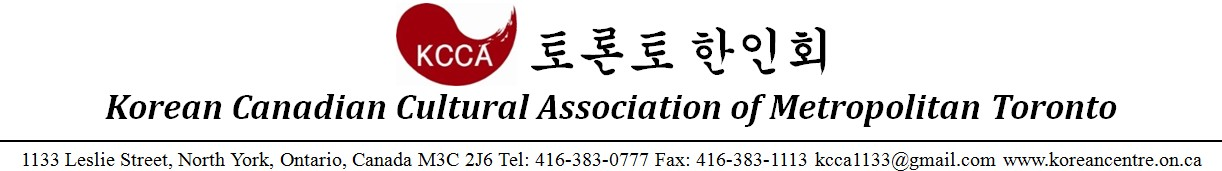 KCCA 토론토 한인회
Korean Canadian Cultural Association of Metropolitan Toronto
1133 Leslie Street, North York, Ontario, Canada M3C 2J6 Tel: 416-383-0777 Fax: 416-383-1113 kcca1133@gmail.com www.koreancentre.on.ca